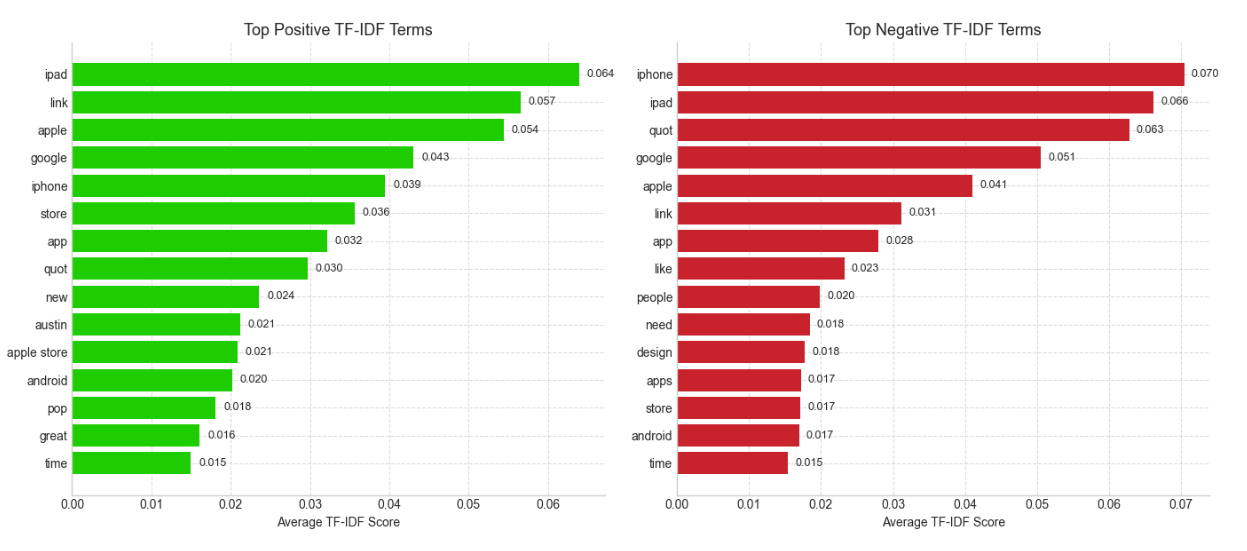 Top Positive TF-IDF Terms
ipad 0.064
link 0.057
apple 0.054
google 0.043
iphone 0.039
store 0.036
app 0.032
quot 0.030
new 0.024
austin 0.021
apple store 0.021
android 0.020
pop 0.018
great 0.016
time 0.015
0.00 0.01 0.02 0.03 0.04 0.05 0.06
Average TF-IDF Score
Top Negative TF-IDF Terms
iphone 0.070
ipad 0.066
quot 0.063
google 0.051
apple 0.041
link 0.031
app 0.028
like 0.023
people 0.020
need 0.018
design 0.018
apps 0.017
store 0.017
android 0.017
time 0.015
0.00 0.01 0.02 0.03 0.04 0.05 0.06 0.07
Average TF-IDF Score